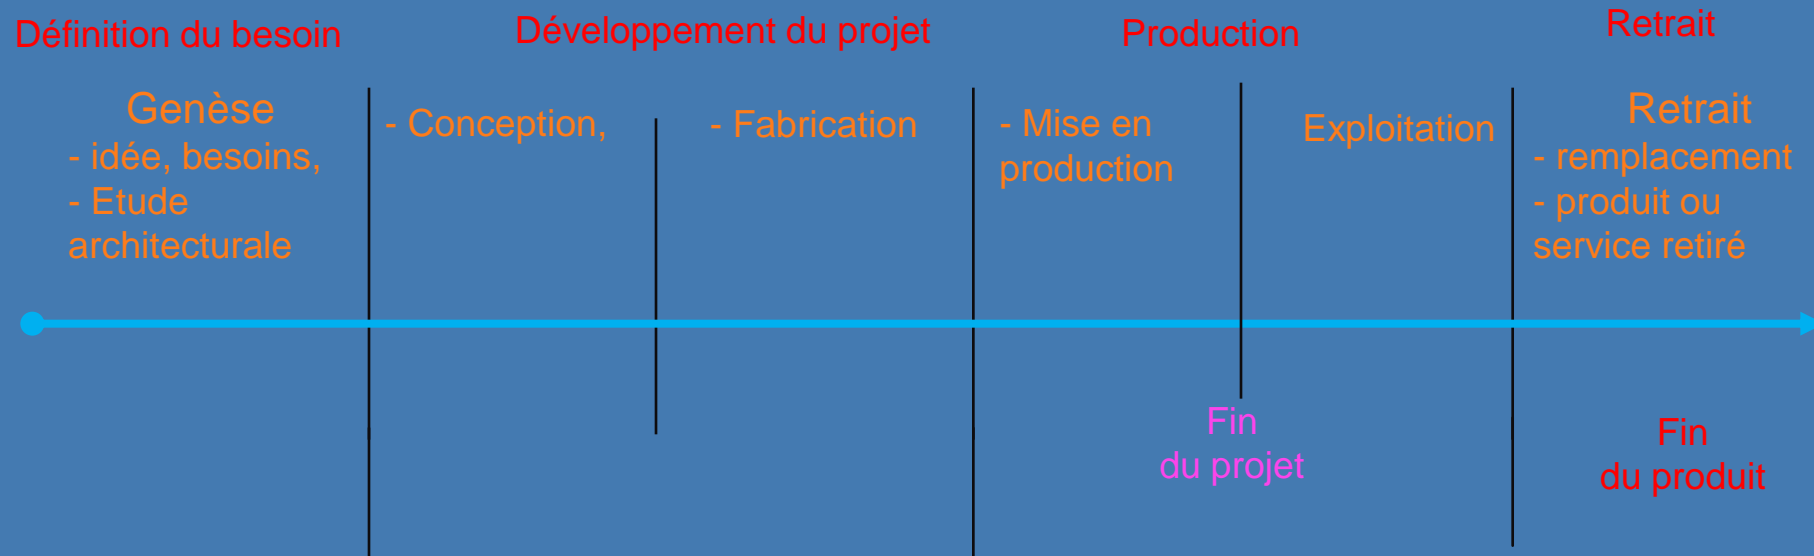 Définition du besoin
Développement du projet
Production
Retrait
Genèse
- idée, besoins,
- Etude
architecturale
- Conception,
- Fabrication
- Mise en
production
Exploitation
Retrait
- remplacement
- produit ou
service retiré
Fin
du projet
Fin
du produit